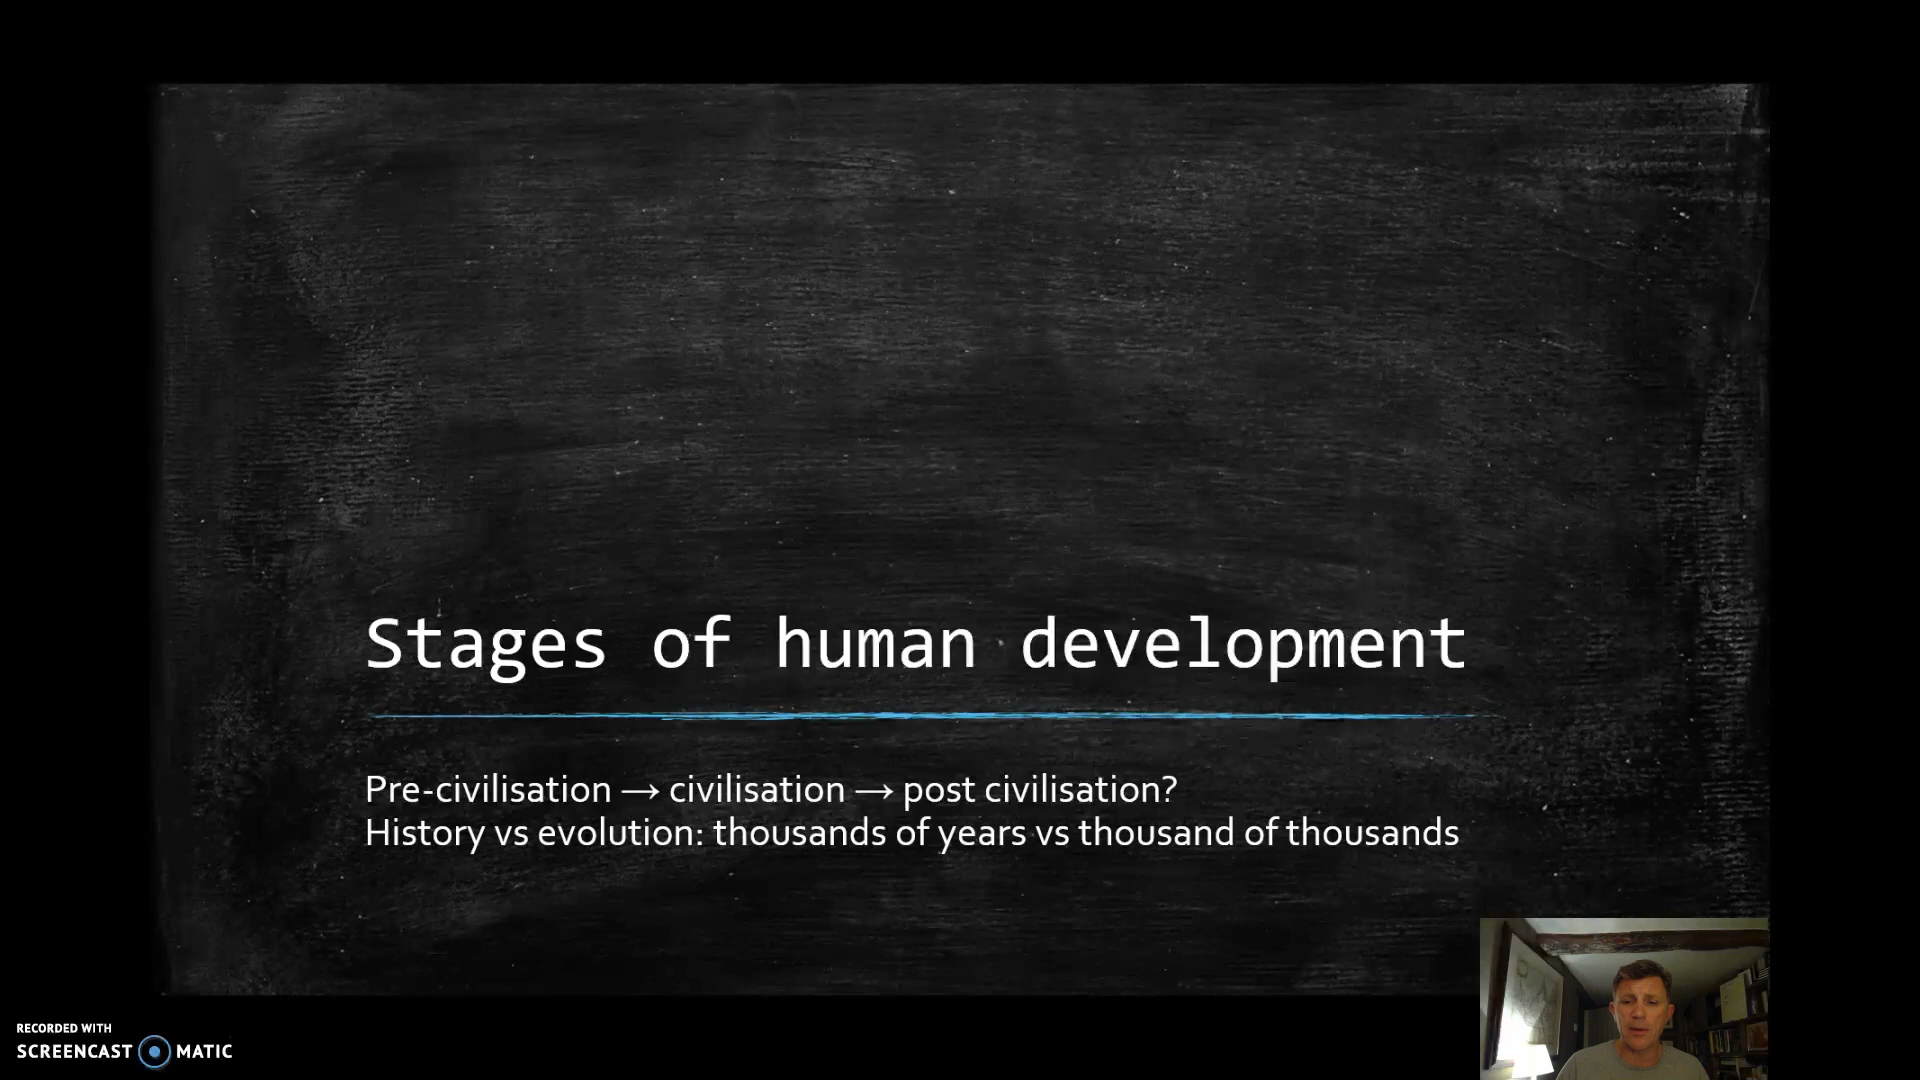 Stages of human development
Pre-civilisation → civilisation → post civilisation?
History vs evolution: thousands of years vs thousand of thousands
RECORDED WITH
SCREENCAST MATIC